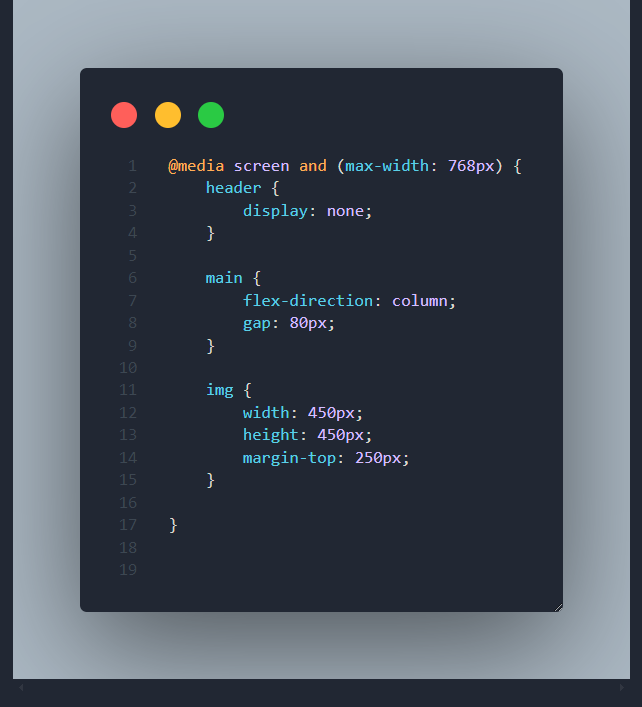 1 @media screen and (max-width: 768px) {
2     header {
3         display: none;
4     }
5
6     main {
7         flex-direction: column;
8         gap: 80px;
9     }
10
11     img {
12         width: 450px;
13         height: 450px;
14         margin-top: 250px;
15     }
16
17 }
18
19